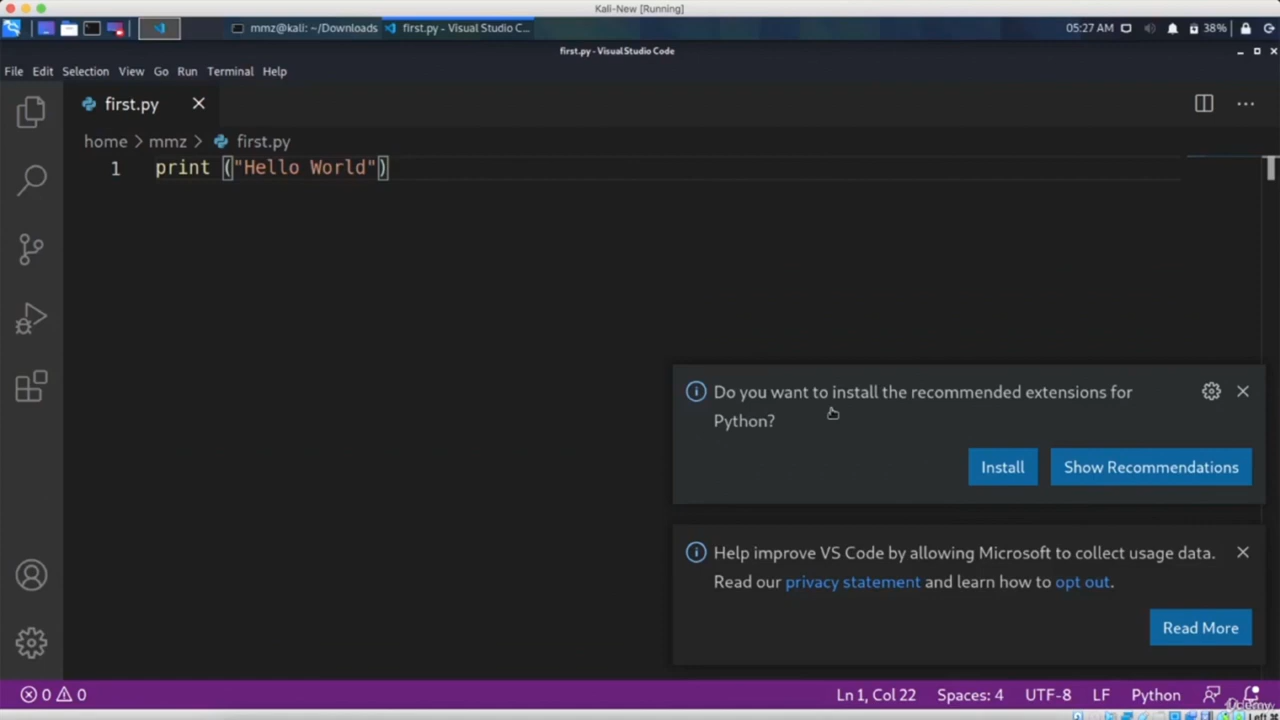 Kali-New [Running]
mmz@kali: ~/Downloads
first.py - Visual Studio C...
05:27 AM
38%
first.py - Visual Studio Code
File Edit Selection View Go Run Terminal Help
first.py
home > mmz > first.py
1 print ("Hello World")
Do you want to install the recommended extensions for
Python?
Install
Show Recommendations
Help improve VS Code by allowing Microsoft to collect usage data.
Read our privacy statement and learn how to opt out.
Read More
0 0
Ln 1, Col 22 Spaces: 4 UTF-8 LF Python
Udemy
Left ⌘